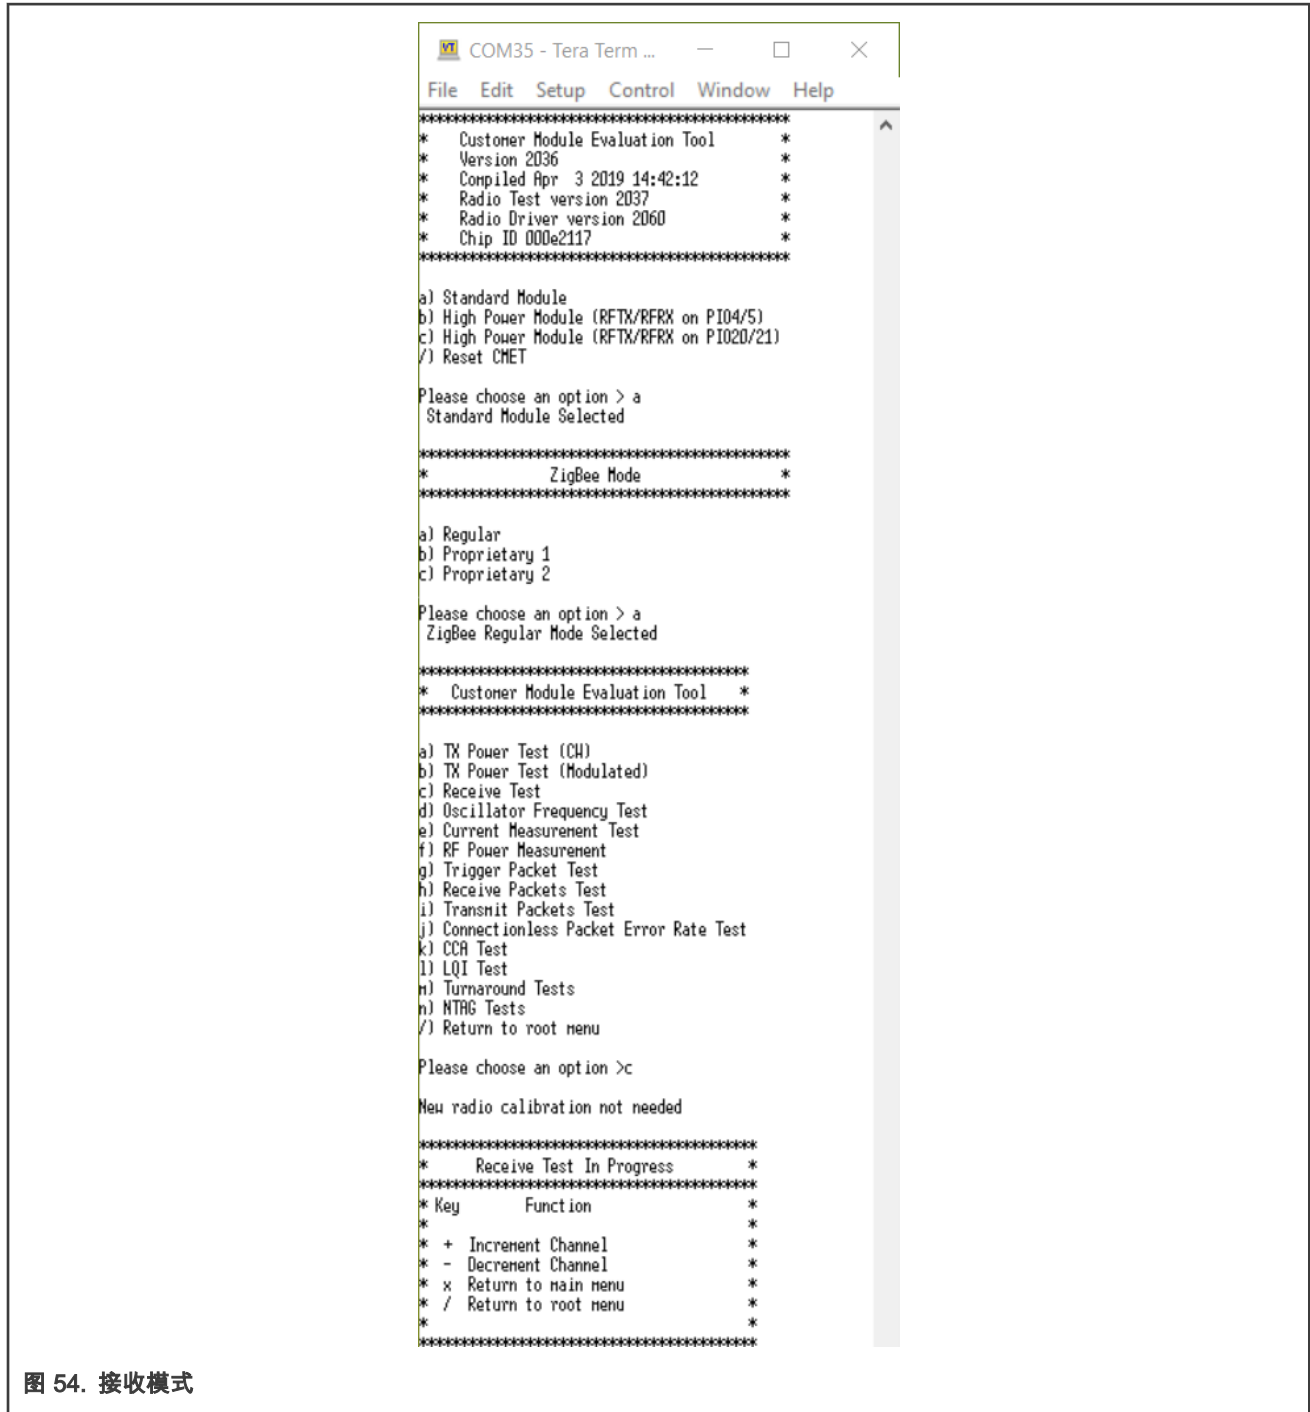 COM35 - Tera Term ...
File Edit Setup Control Window Help
*********************************************
* Customer Module Evaluation Tool *
* Version 2036 *
* Compiled Apr 3 2019 14:42:12 *
* Radio Test version 2037 *
* Radio Driver version 2060 *
* Chip ID 000e2117 *
*********************************************
a) Standard Module
b) High Power Module (RFTX/RFRX on PIO4/5)
c) High Power Module (RFTX/RFRX on PIO20/21)
/) Reset CMET
Please choose an option > a
Standard Module Selected
*********************************************
* ZigBee Mode *
*********************************************
a) Regular
b) Proprietary 1
c) Proprietary 2
Please choose an option > a
ZigBee Regular Mode Selected
****************************************
* Customer Module Evaluation Tool *
****************************************
a) TX Power Test (CW)
b) TX Power Test (Modulated)
c) Receive Test
d) Oscillator Frequency Test
e) Current Measurement Test
f) RF Power Measurement
g) Trigger Packet Test
h) Receive Packets Test
i) Transmit Packets Test
j) Connectionless Packet Error Rate Test
k) CCA Test
l) LQI Test
m) Turnaround Tests
n) NTAG Tests
/) Return to root menu
Please choose an option >c
New radio calibration not needed
*****************************************
* Receive Test In Progress *
*****************************************
* Key Function *
* *
* + Increment Channel *
* - Decrement Channel *
* x Return to main menu *
* / Return to root menu *
* *
*****************************************
图 54. 接收模式